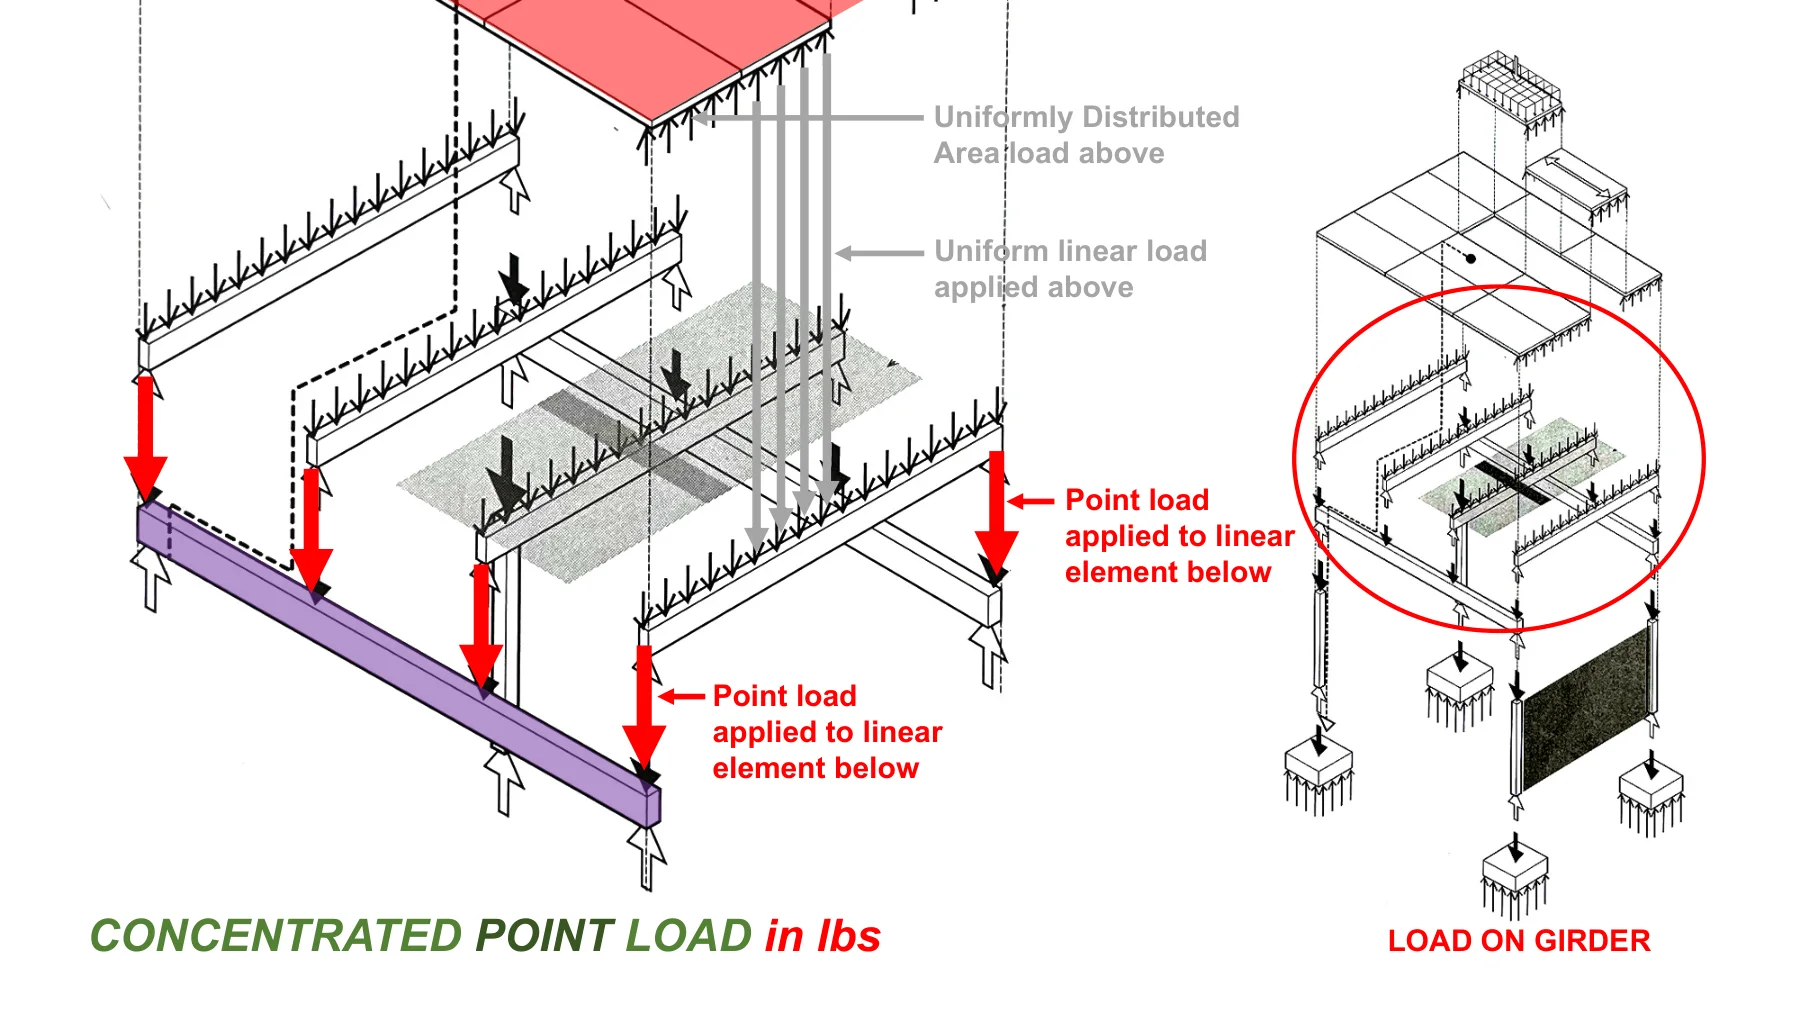 Uniformly Distributed
Area load above
Uniform linear load
applied above
Point load
applied to linear
element below
Point load
applied to linear
element below
CONCENTRATED POINT LOAD in lbs
LOAD ON GIRDER